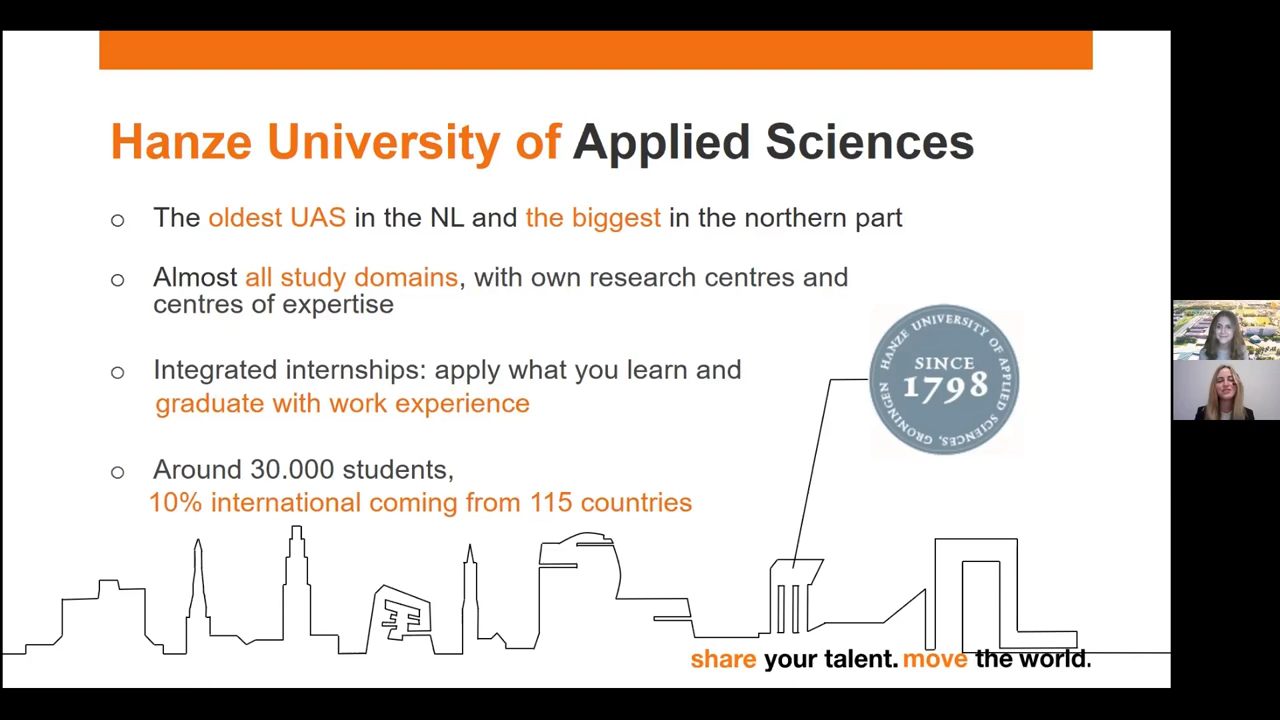 Hanze University of Applied Sciences
o The oldest UAS in the NL and the biggest in the northern part
o Almost all study domains, with own research centres and
centres of expertise
o Integrated internships: apply what you learn and
graduate with work experience
o Around 30.000 students,
10% international coming from 115 countries
HANZE UNIVERSITY OF APPLIED SCIENCES, GRONINGEN
SINCE
1798
share your talent. move the world.